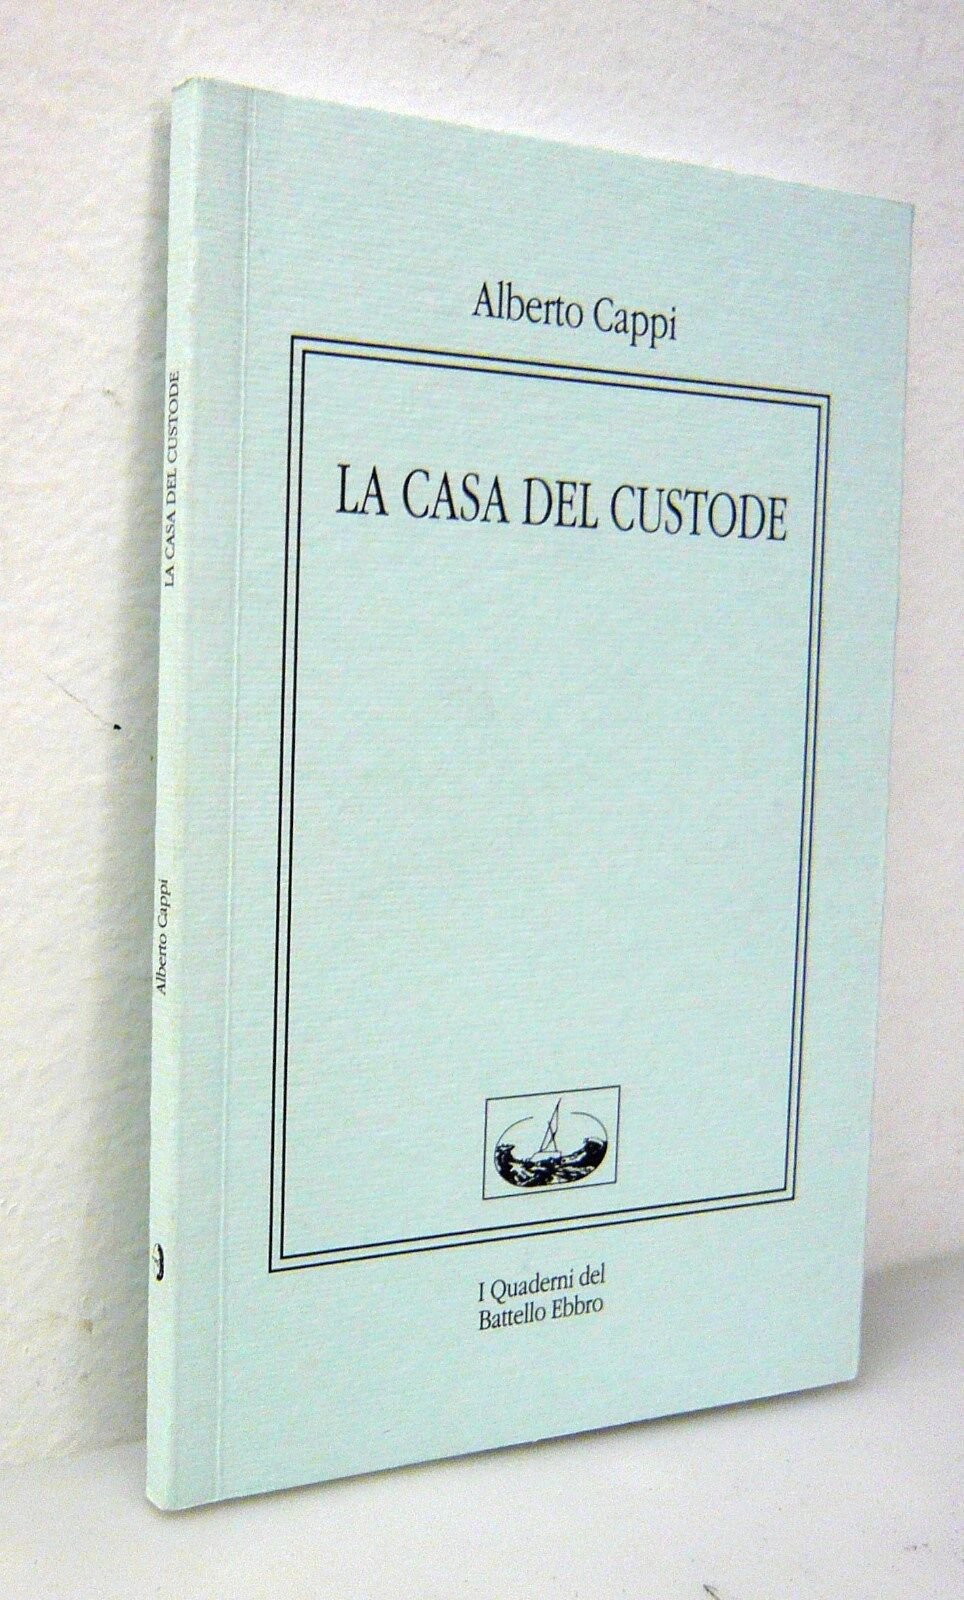 Alberto Cappi
LA CASA DEL CUSTODE
I Quaderni del
Battello Ebbro
LA CASA DEL CUSTODE
Alberto Cappi